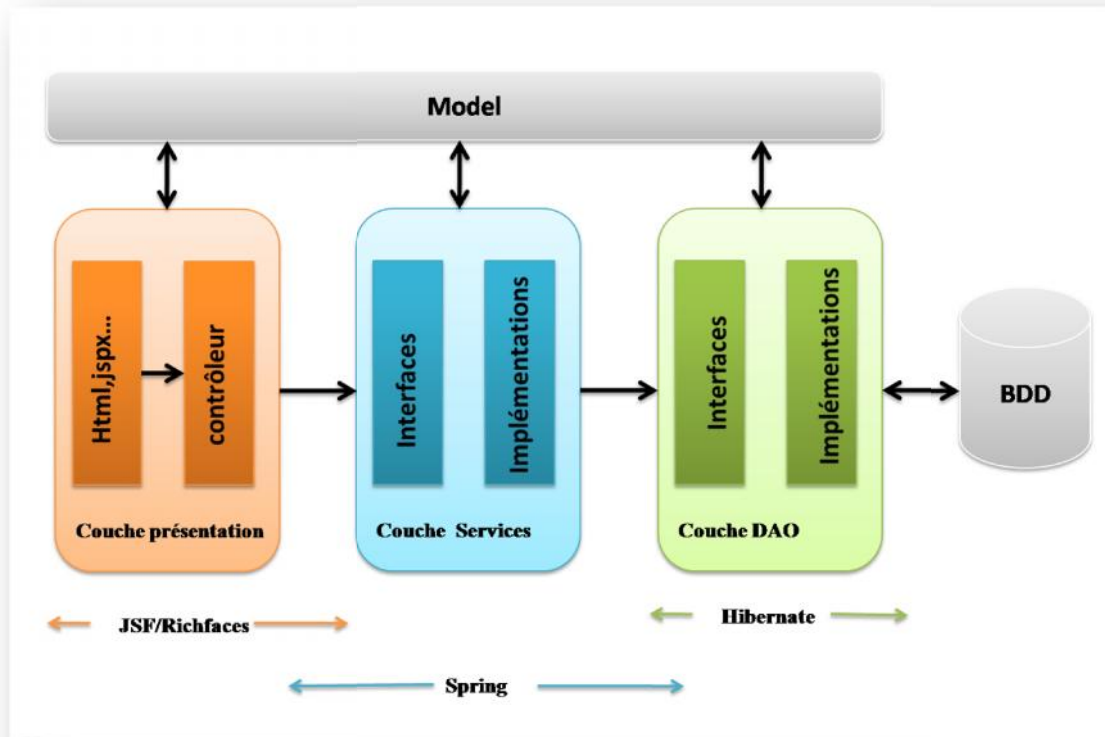 Model
Html,jspx...
contrôleur
Couche présentation
Interfaces
Implémentations
Couche Services
Interfaces
Implémentations
Couche DAO
BDD
JSF/Richfaces
Hibernate
Spring